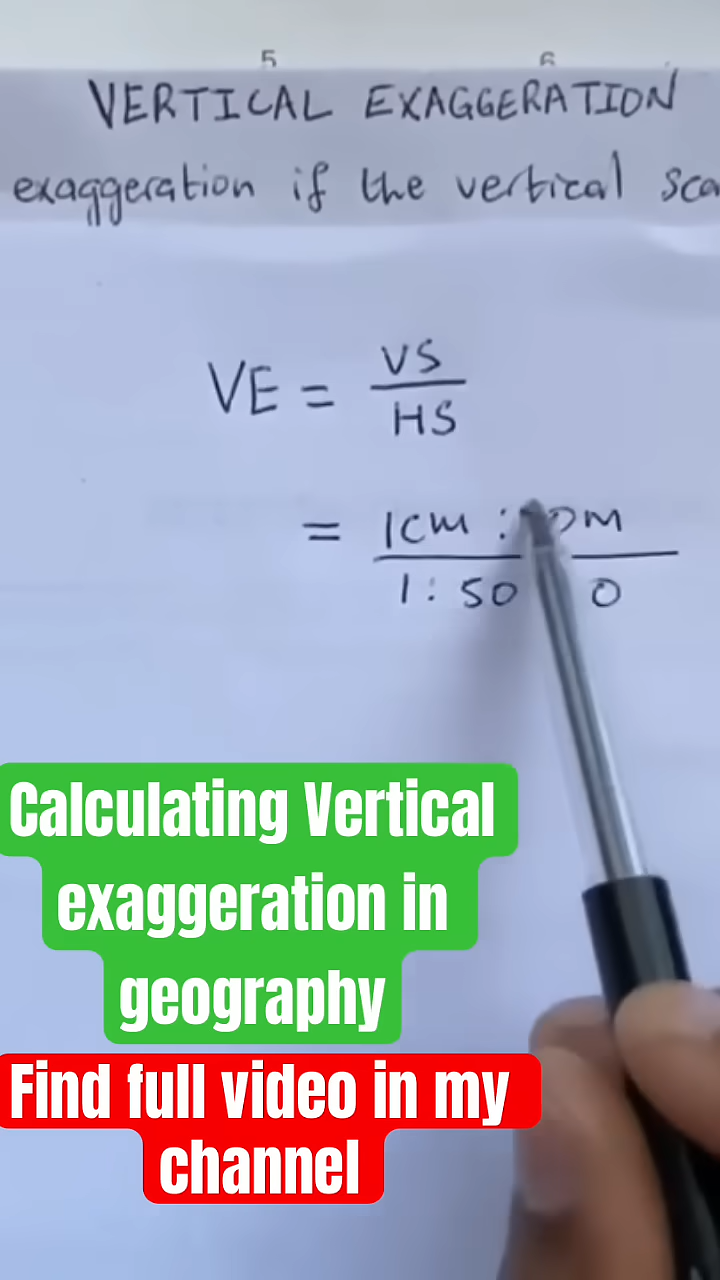 5 6
VERTICAL EXAGGERATION
exaggeration if the vertical
VE = VS
HS
= 1cm :
1: 50 0
Calculating Vertical
exaggeration in
geography
Find full video in my
channel